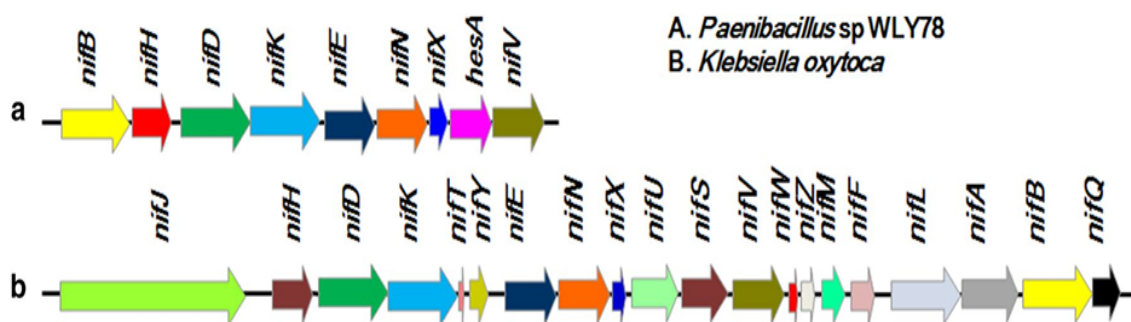 A. Paenibacillus sp WLY78
B. Klebsiella oxytoca
a
nifB nifH nifD nifK nifE nifN nifX hesA nifV
b
nifJ nifH nifD nifK nifT nifY nifE nifN nifX nifU nifS nifV nifW nifZ nifM nifF nifL nifA nifB nifQ